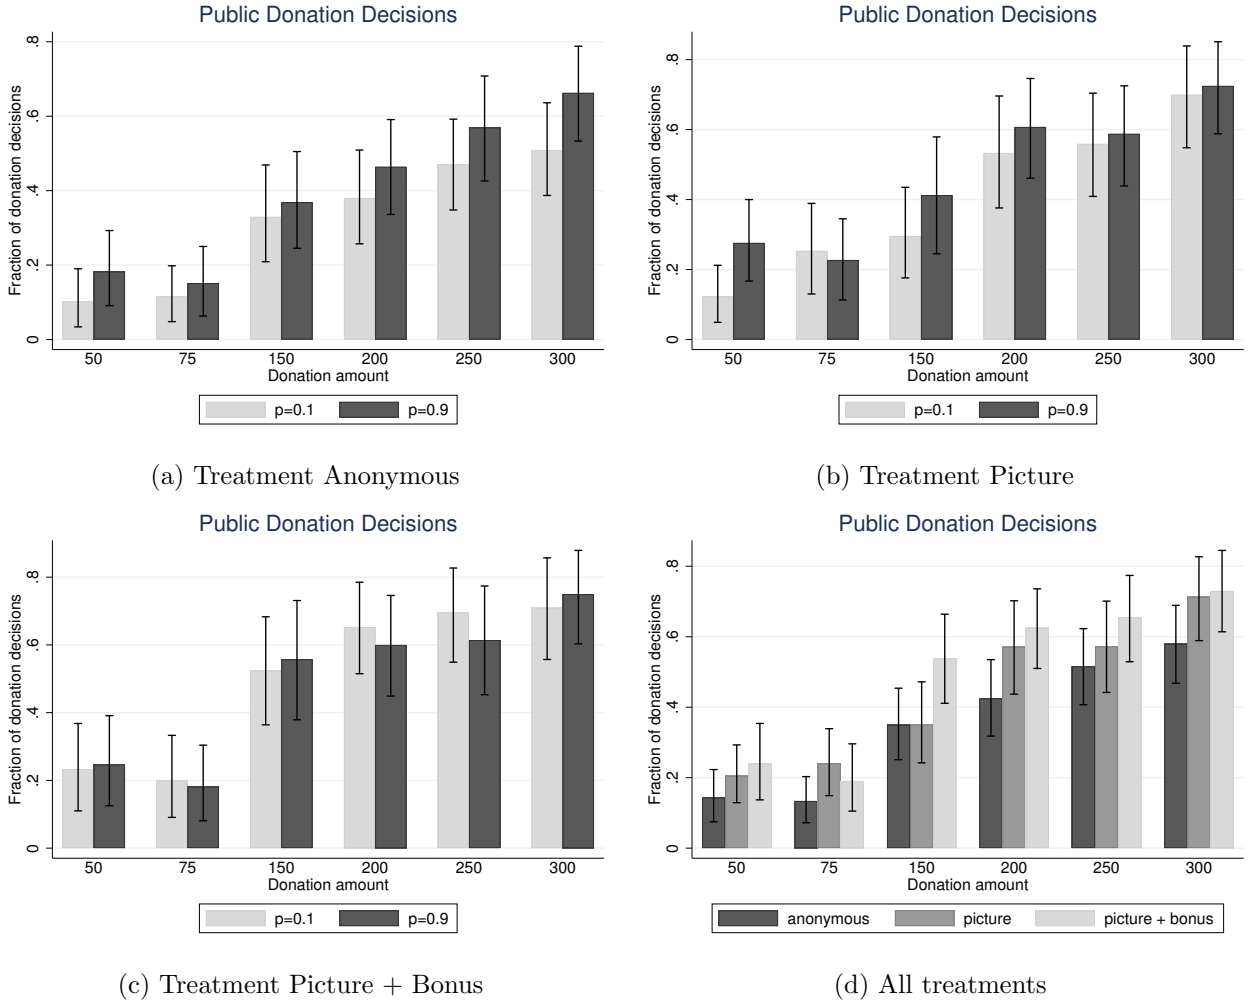 Public Donation Decisions
Fraction of donation decisions
0 .2 .4 .6 .8
50 75 150 200 250 300
Donation amount
p=0.1 p=0.9
(a) Treatment Anonymous
Public Donation Decisions
Fraction of donation decisions
0 .2 .4 .6 .8
50 75 150 200 250 300
Donation amount
p=0.1 p=0.9
(b) Treatment Picture
Public Donation Decisions
Fraction of donation decisions
0 .2 .4 .6 .8
50 75 150 200 250 300
Donation amount
p=0.1 p=0.9
(c) Treatment Picture + Bonus
Public Donation Decisions
Fraction of donation decisions
0 .2 .4 .6 .8
50 75 150 200 250 300
Donation amount
anonymous picture picture + bonus
(d) All treatments